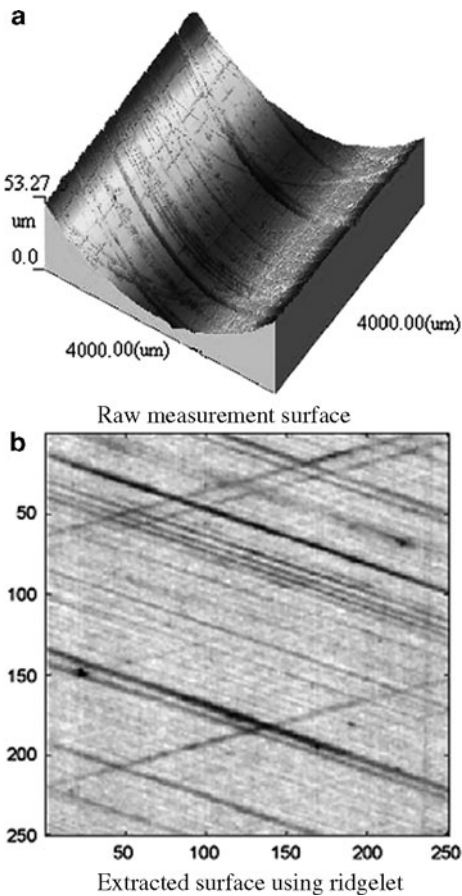 a
53.27
um
0.0
4000.00(um)
4000.00(um)
Raw measurement surface
b
50
100
150
200
250
50
100
150
200
250
Extracted surface using ridgelet